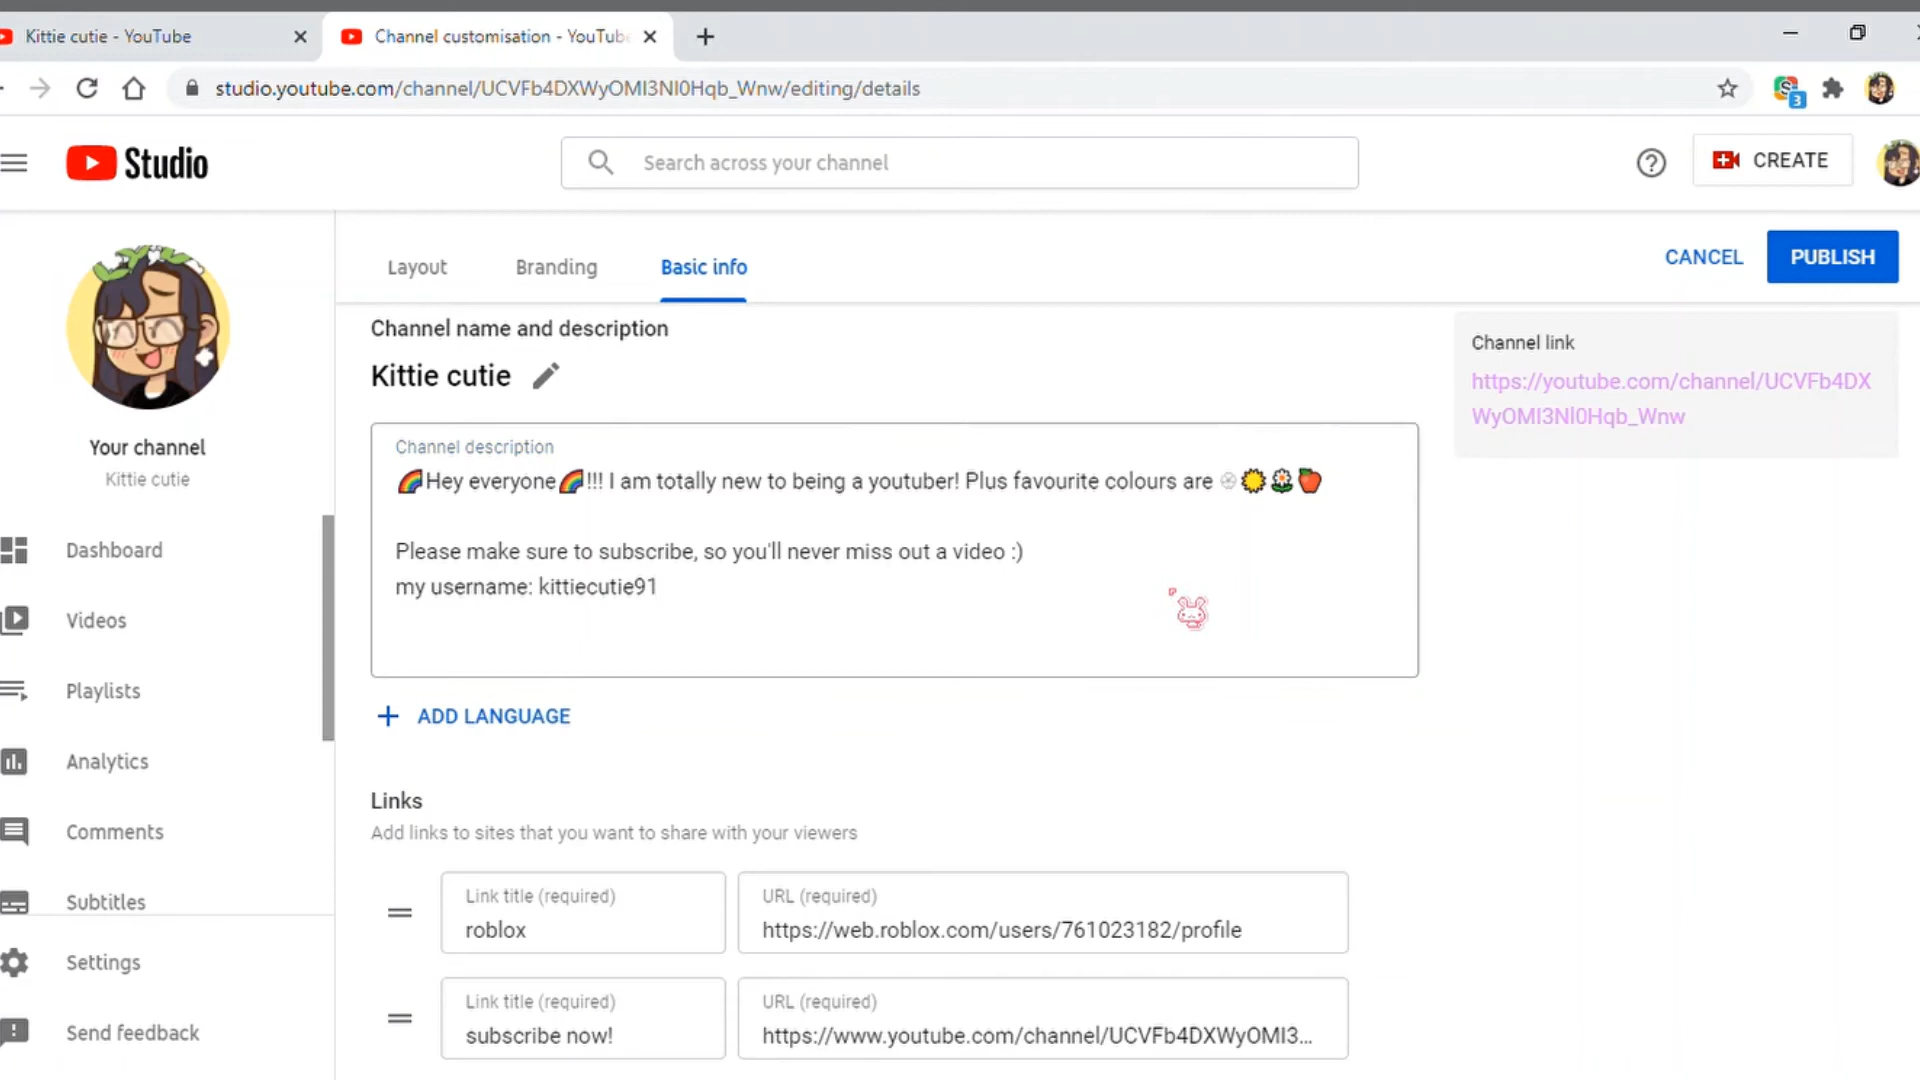 Kittie cutie - YouTube
Channel customisation - YouTube
studio.youtube.com/channel/UCVFb4DXWyOMI3Nl0Hqb_Wnw/editing/details
3
Studio
Search across your channel
CREATE
Layout
Branding
Basic info
CANCEL
PUBLISH
Channel name and description
Kittie cutie
Channel link
https://youtube.com/channel/UCVFb4DX
WyOMI3Nl0Hqb_Wnw
Your channel
Kittie cutie
Channel description
🌈Hey everyone🌈!!! I am totally new to being a youtuber! Plus favourite colours are 💮🌞🌼🍎
Please make sure to subscribe, so you'll never miss out a video :)
my username: kittiecutie91
ADD LANGUAGE
Dashboard
Videos
Playlists
Analytics
Comments
Subtitles
Settings
Send feedback
Links
Add links to sites that you want to share with your viewers
Link title (required)
roblox
URL (required)
https://web.roblox.com/users/761023182/profile
Link title (required)
subscribe now!
URL (required)
https://www.youtube.com/channel/UCVFb4DXWyOMI3...